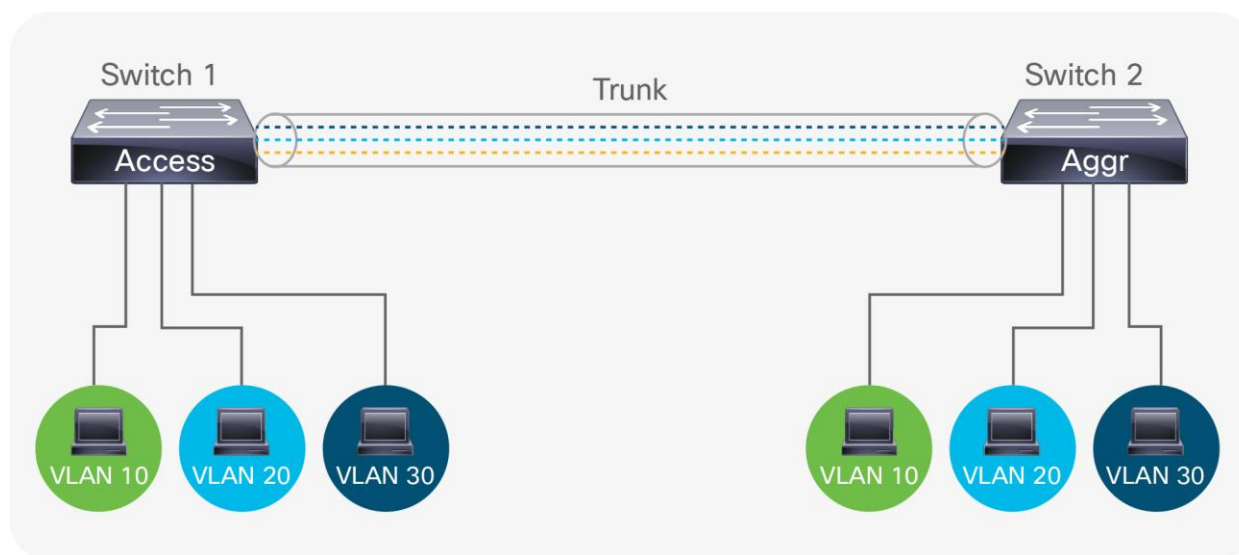 Switch 1
Trunk
Switch 2
Access
Aggr
VLAN 10
VLAN 20
VLAN 30
VLAN 10
VLAN 20
VLAN 30